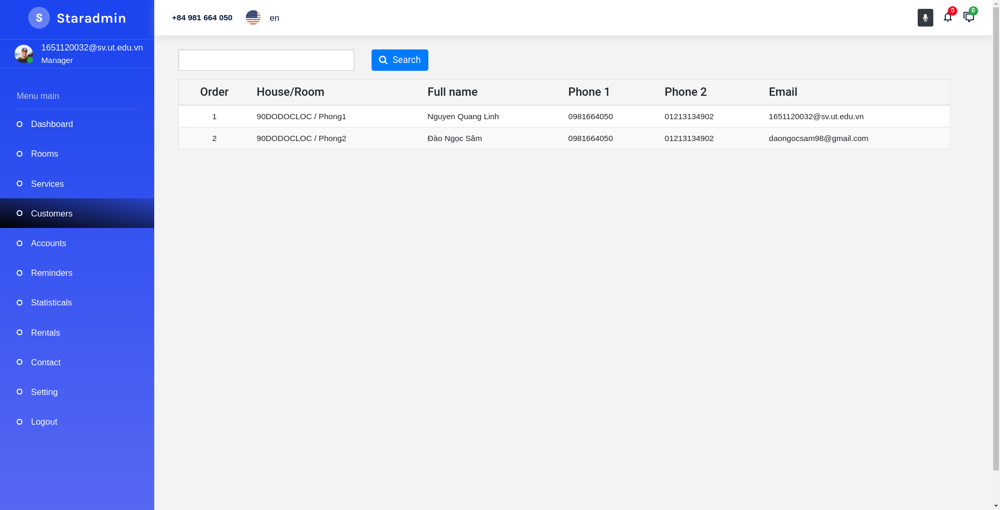 S Staradmin
+84 981 664 050 en 0 0
1651120032@sv.ut.edu.vn
Manager
Menu main
Dashboard
Rooms
Services
Customers
Accounts
Reminders
Statisticals
Rentals
Contact
Setting
Logout
Search
Order House/Room Full name Phone 1 Phone 2 Email
1 90DODOCLOC / Phong1 Nguyen Quang Linh 0981664050 01213134902 1651120032@sv.ut.edu.vn
2 90DODOCLOC / Phong2 Đào Ngọc Sâm 0981664050 01213134902 daongocsam98@gmail.com